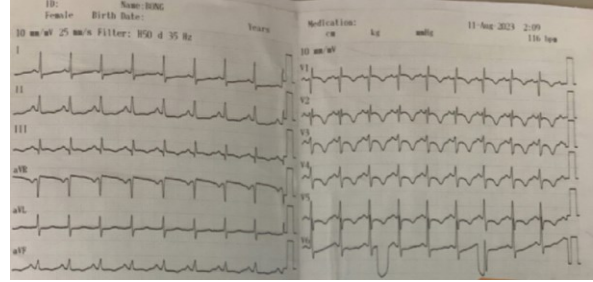 ID: Name:
Female Birth Date:
Years
10 mm/mV 25 mm/s Filter: H50 d 35 Hz
I
II
III
aVR
aVL
aVF
Medication:
cm kg mmHg
11-Aug-2023 2:09
116 bpm
10 mm/mV
V1
V2
V3
V4
V5
V6